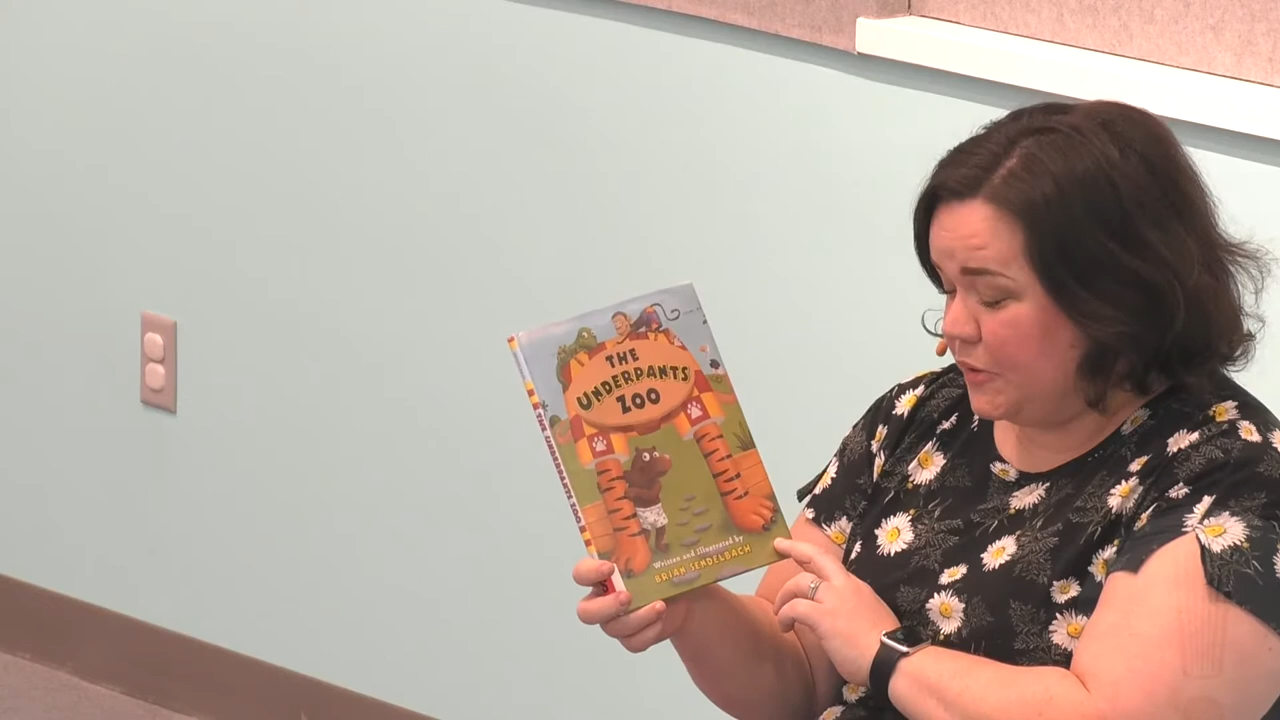 THE
UNDERPANTS
ZOO
Written and Illustrated by
BRIAN SENDELBACH
THE UNDERPANTS ZOO